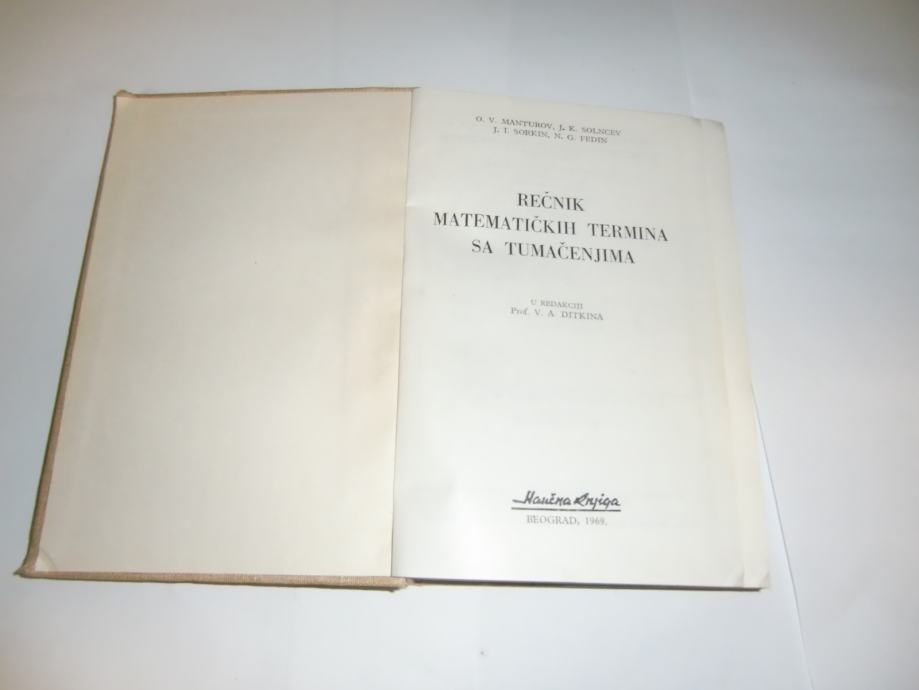 O. V. MANTUROV, J. K. SOLNCEV
J. I. SORKIN, N. G. FEDIN
REČNIK
MATEMATIČKIH TERMINA
SA TUMAČENJIMA
U REDAKCIJI
Prof. V. A. DITKINA
Naučna Knjiga
BEOGRAD, 1969.